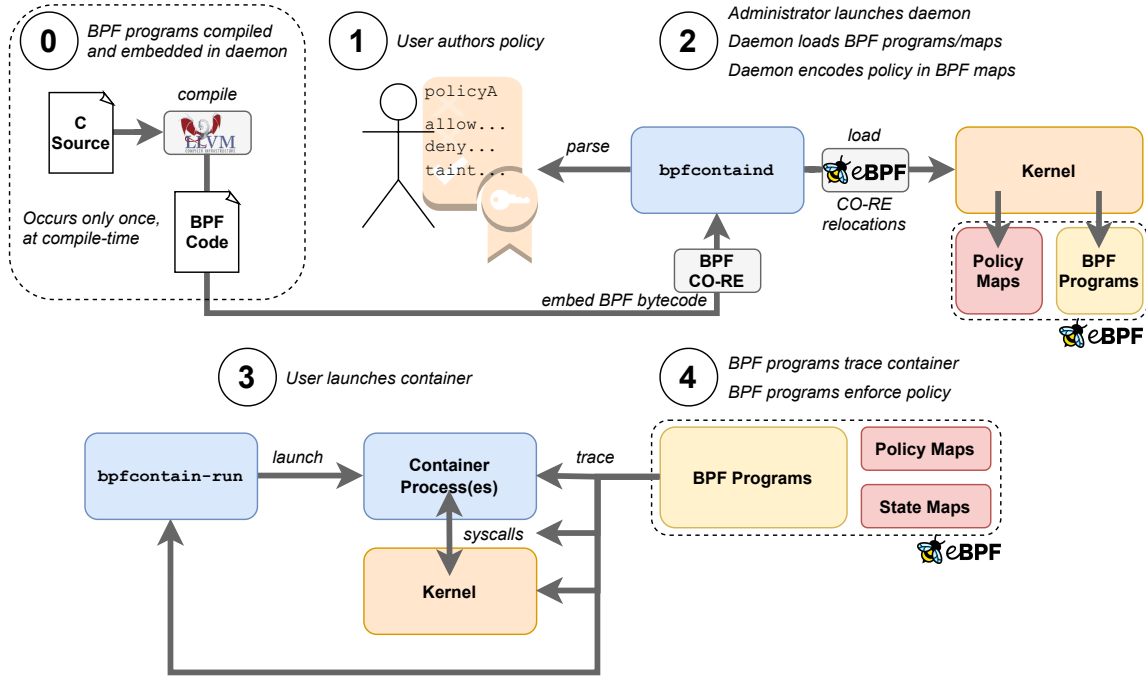 0
BPF programs compiled
and embedded in daemon
compile
C
Source
LLVM
COMPILER INFRASTRUCTURE
Occurs only once,
at compile-time
BPF
Code
1
User authors policy
policyA
allow...
deny...
taint...
2
Administrator launches daemon
Daemon loads BPF programs/maps
Daemon encodes policy in BPF maps
parse
bpfcontaind
load
eBPF
CO-RE
relocations
Kernel
Policy
Maps
BPF
Programs
eBPF
BPF
CO-RE
embed BPF bytecode
3
User launches container
bpfcontain-run
launch
Container
Process(es)
syscalls
Kernel
4
BPF programs trace container
BPF programs enforce policy
trace
BPF Programs
Policy Maps
State Maps
eBPF